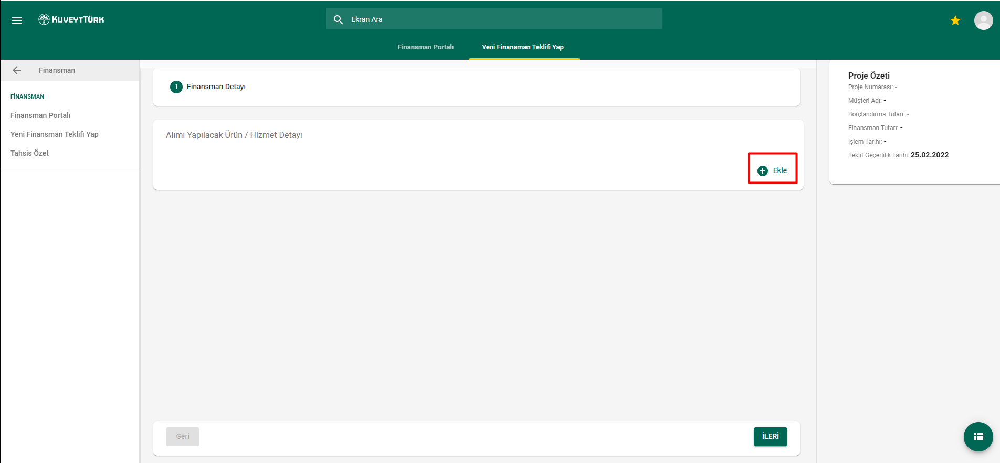 KUVEYTTÜRK
Ekran Ara
Finansman Portalı
Yeni Finansman Teklifi Yap
Finansman
FİNANSMAN
Finansman Portalı
Yeni Finansman Teklifi Yap
Tahsis Özet
1 Finansman Detayı
Alımı Yapılacak Ürün / Hizmet Detayı
Ekle
Geri
İLERİ
Proje Özeti
Proje Numarası: -
Müşteri Adı: -
Borçlandırma Tutarı: -
Finansman Tutarı: -
İşlem Tarihi: -
Teklif Geçerlilik Tarihi: 25.02.2022